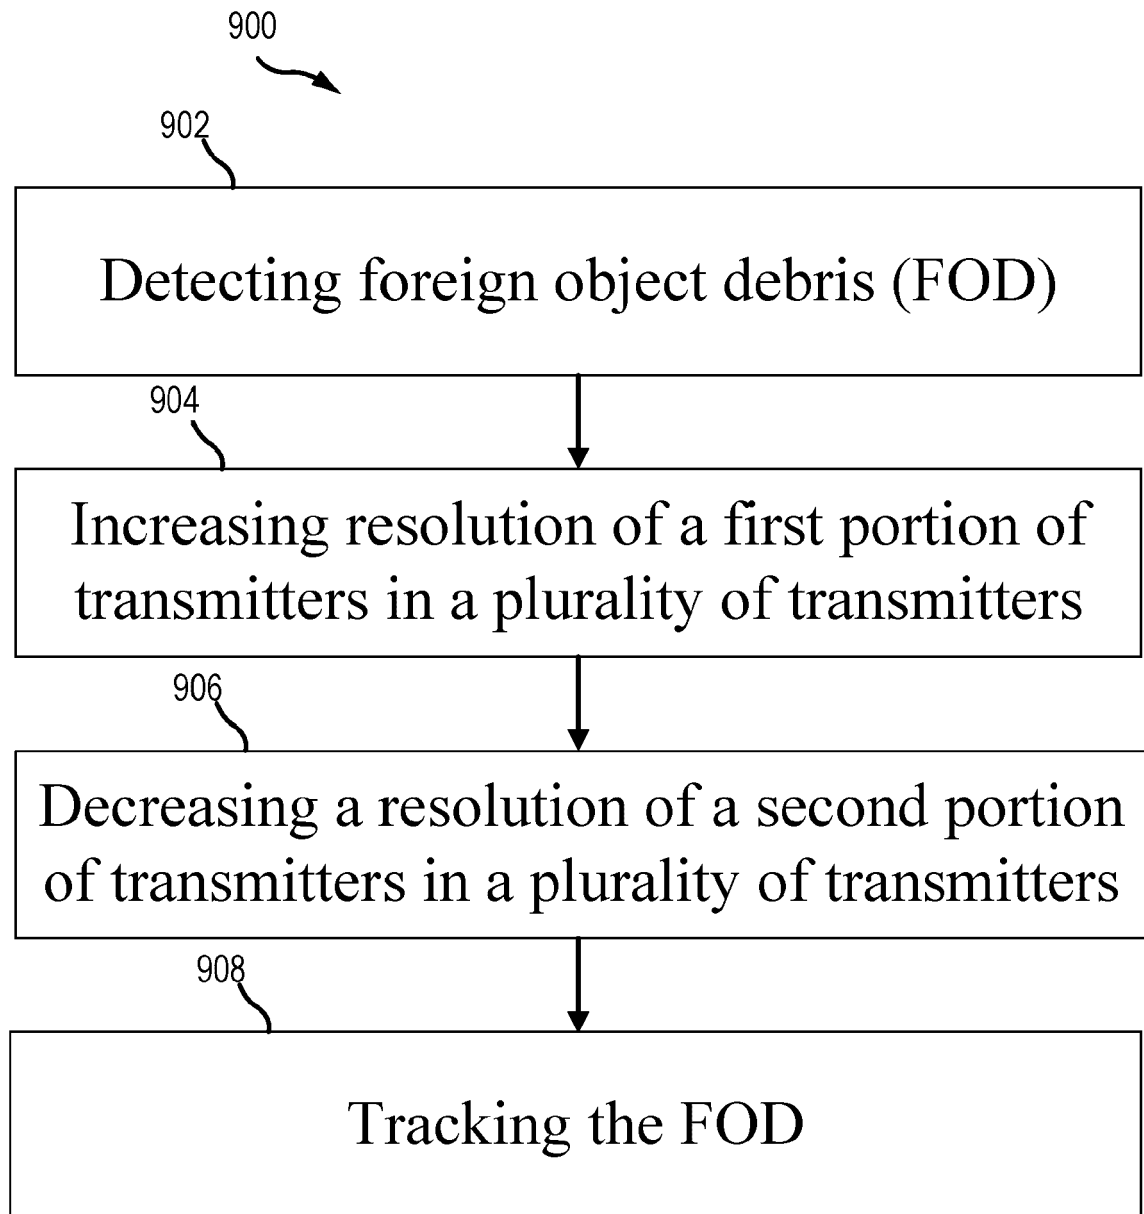 900
902
Detecting foreign object debris (FOD)
904
Increasing resolution of a first portion of
transmitters in a plurality of transmitters
906
Decreasing a resolution of a second portion
of transmitters in a plurality of transmitters
908
Tracking the FOD